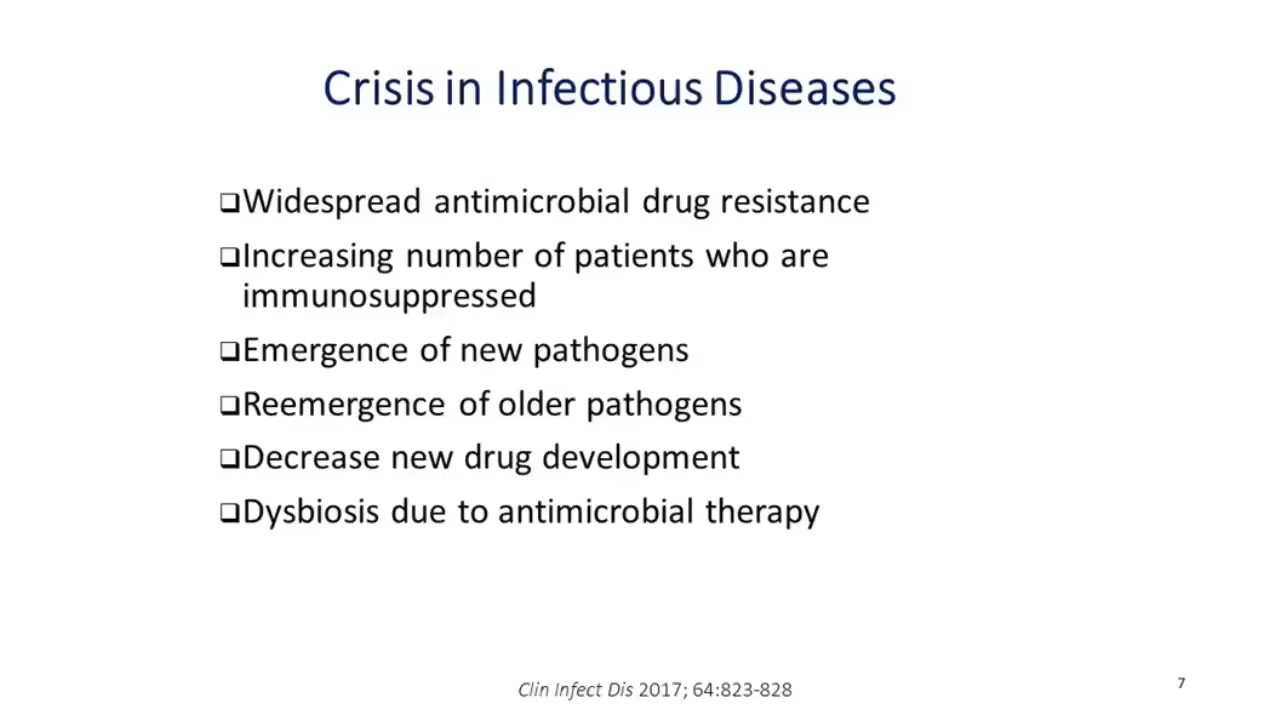 Crisis in Infectious Diseases
❑Widespread antimicrobial drug resistance
❑Increasing number of patients who are
immunosuppressed
❑Emergence of new pathogens
❑Reemergence of older pathogens
❑Decrease new drug development
❑Dysbiosis due to antimicrobial therapy
Clin Infect Dis 2017; 64:823-828
7